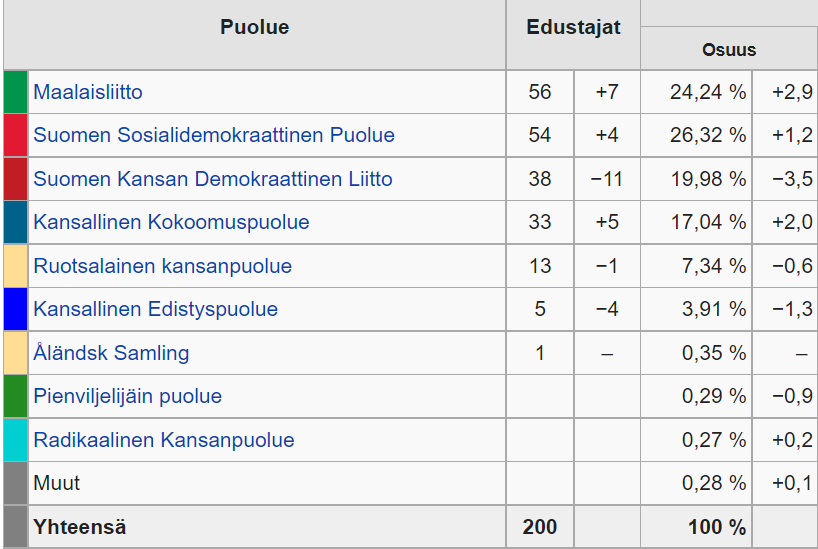 Puolue Edustajat
Osuus
Maalaisliitto 56 +7 24,24 % +2,9
Suomen Sosialidemokraattinen Puolue 54 +4 26,32 % +1,2
Suomen Kansan Demokraattinen Liitto 38 −11 19,98 % −3,5
Kansallinen Kokoomuspuolue 33 +5 17,04 % +2,0
Ruotsalainen kansanpuolue 13 −1 7,34 % −0,6
Kansallinen Edistyspuolue 5 −4 3,91 % −1,3
Åländsk Samling 1 – 0,35 % –
Pienviljelijäin puolue 0,29 % −0,9
Radikaalinen Kansanpuolue 0,27 % +0,2
Muut 0,28 % +0,1
Yhteensä 200 100 %